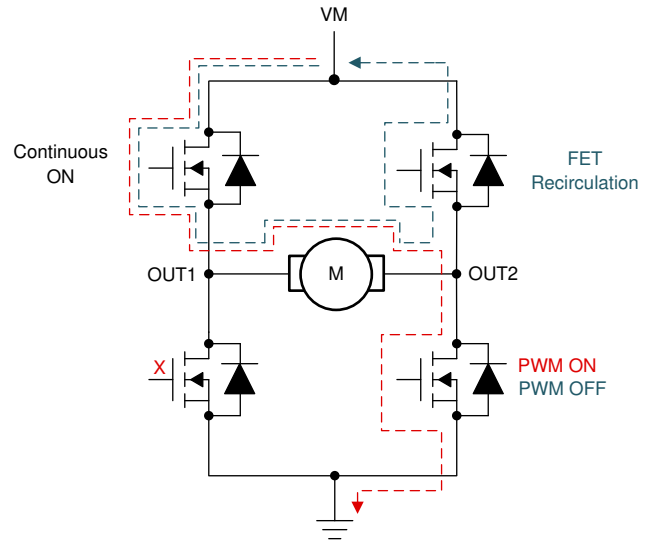 VM
Continuous
ON
FET
Recirculation
M
OUT1
OUT2
X
PWM ON
PWM OFF